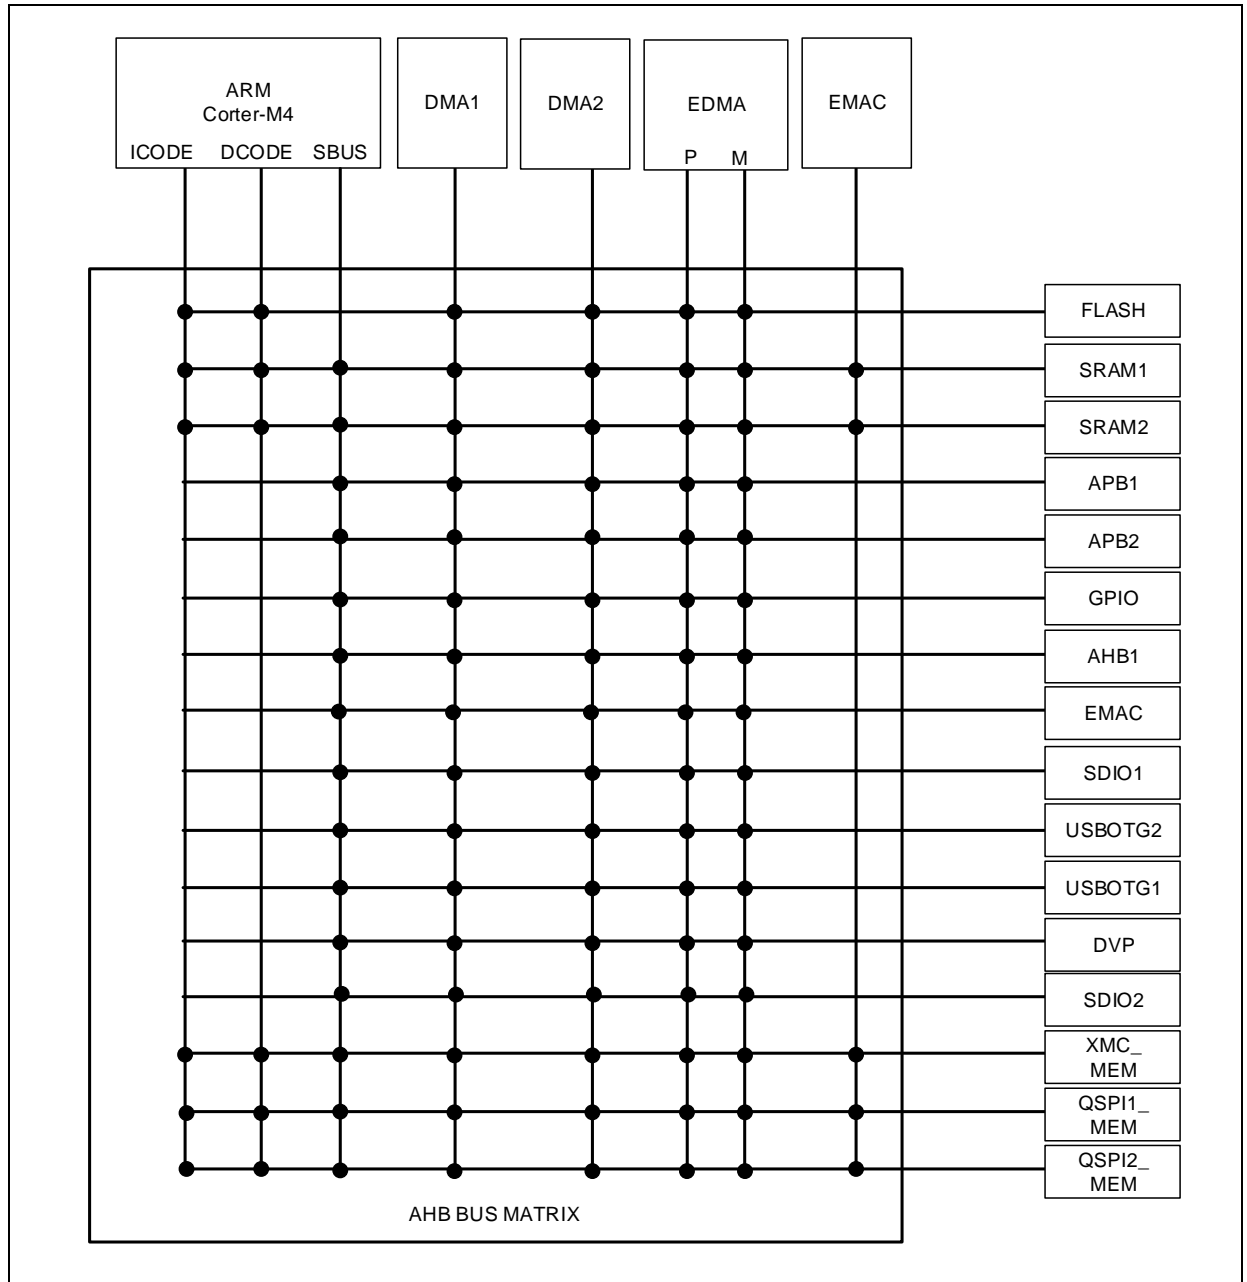 ARM
Corter-M4
ICODE DCODE SBUS
DMA1
DMA2
EDMA
P M
EMAC
FLASH
SRAM1
SRAM2
APB1
APB2
GPIO
AHB1
EMAC
SDIO1
USBOTG2
USBOTG1
DVP
SDIO2
XMC_
MEM
QSPI1_
MEM
QSPI2_
MEM
AHB BUS MATRIX